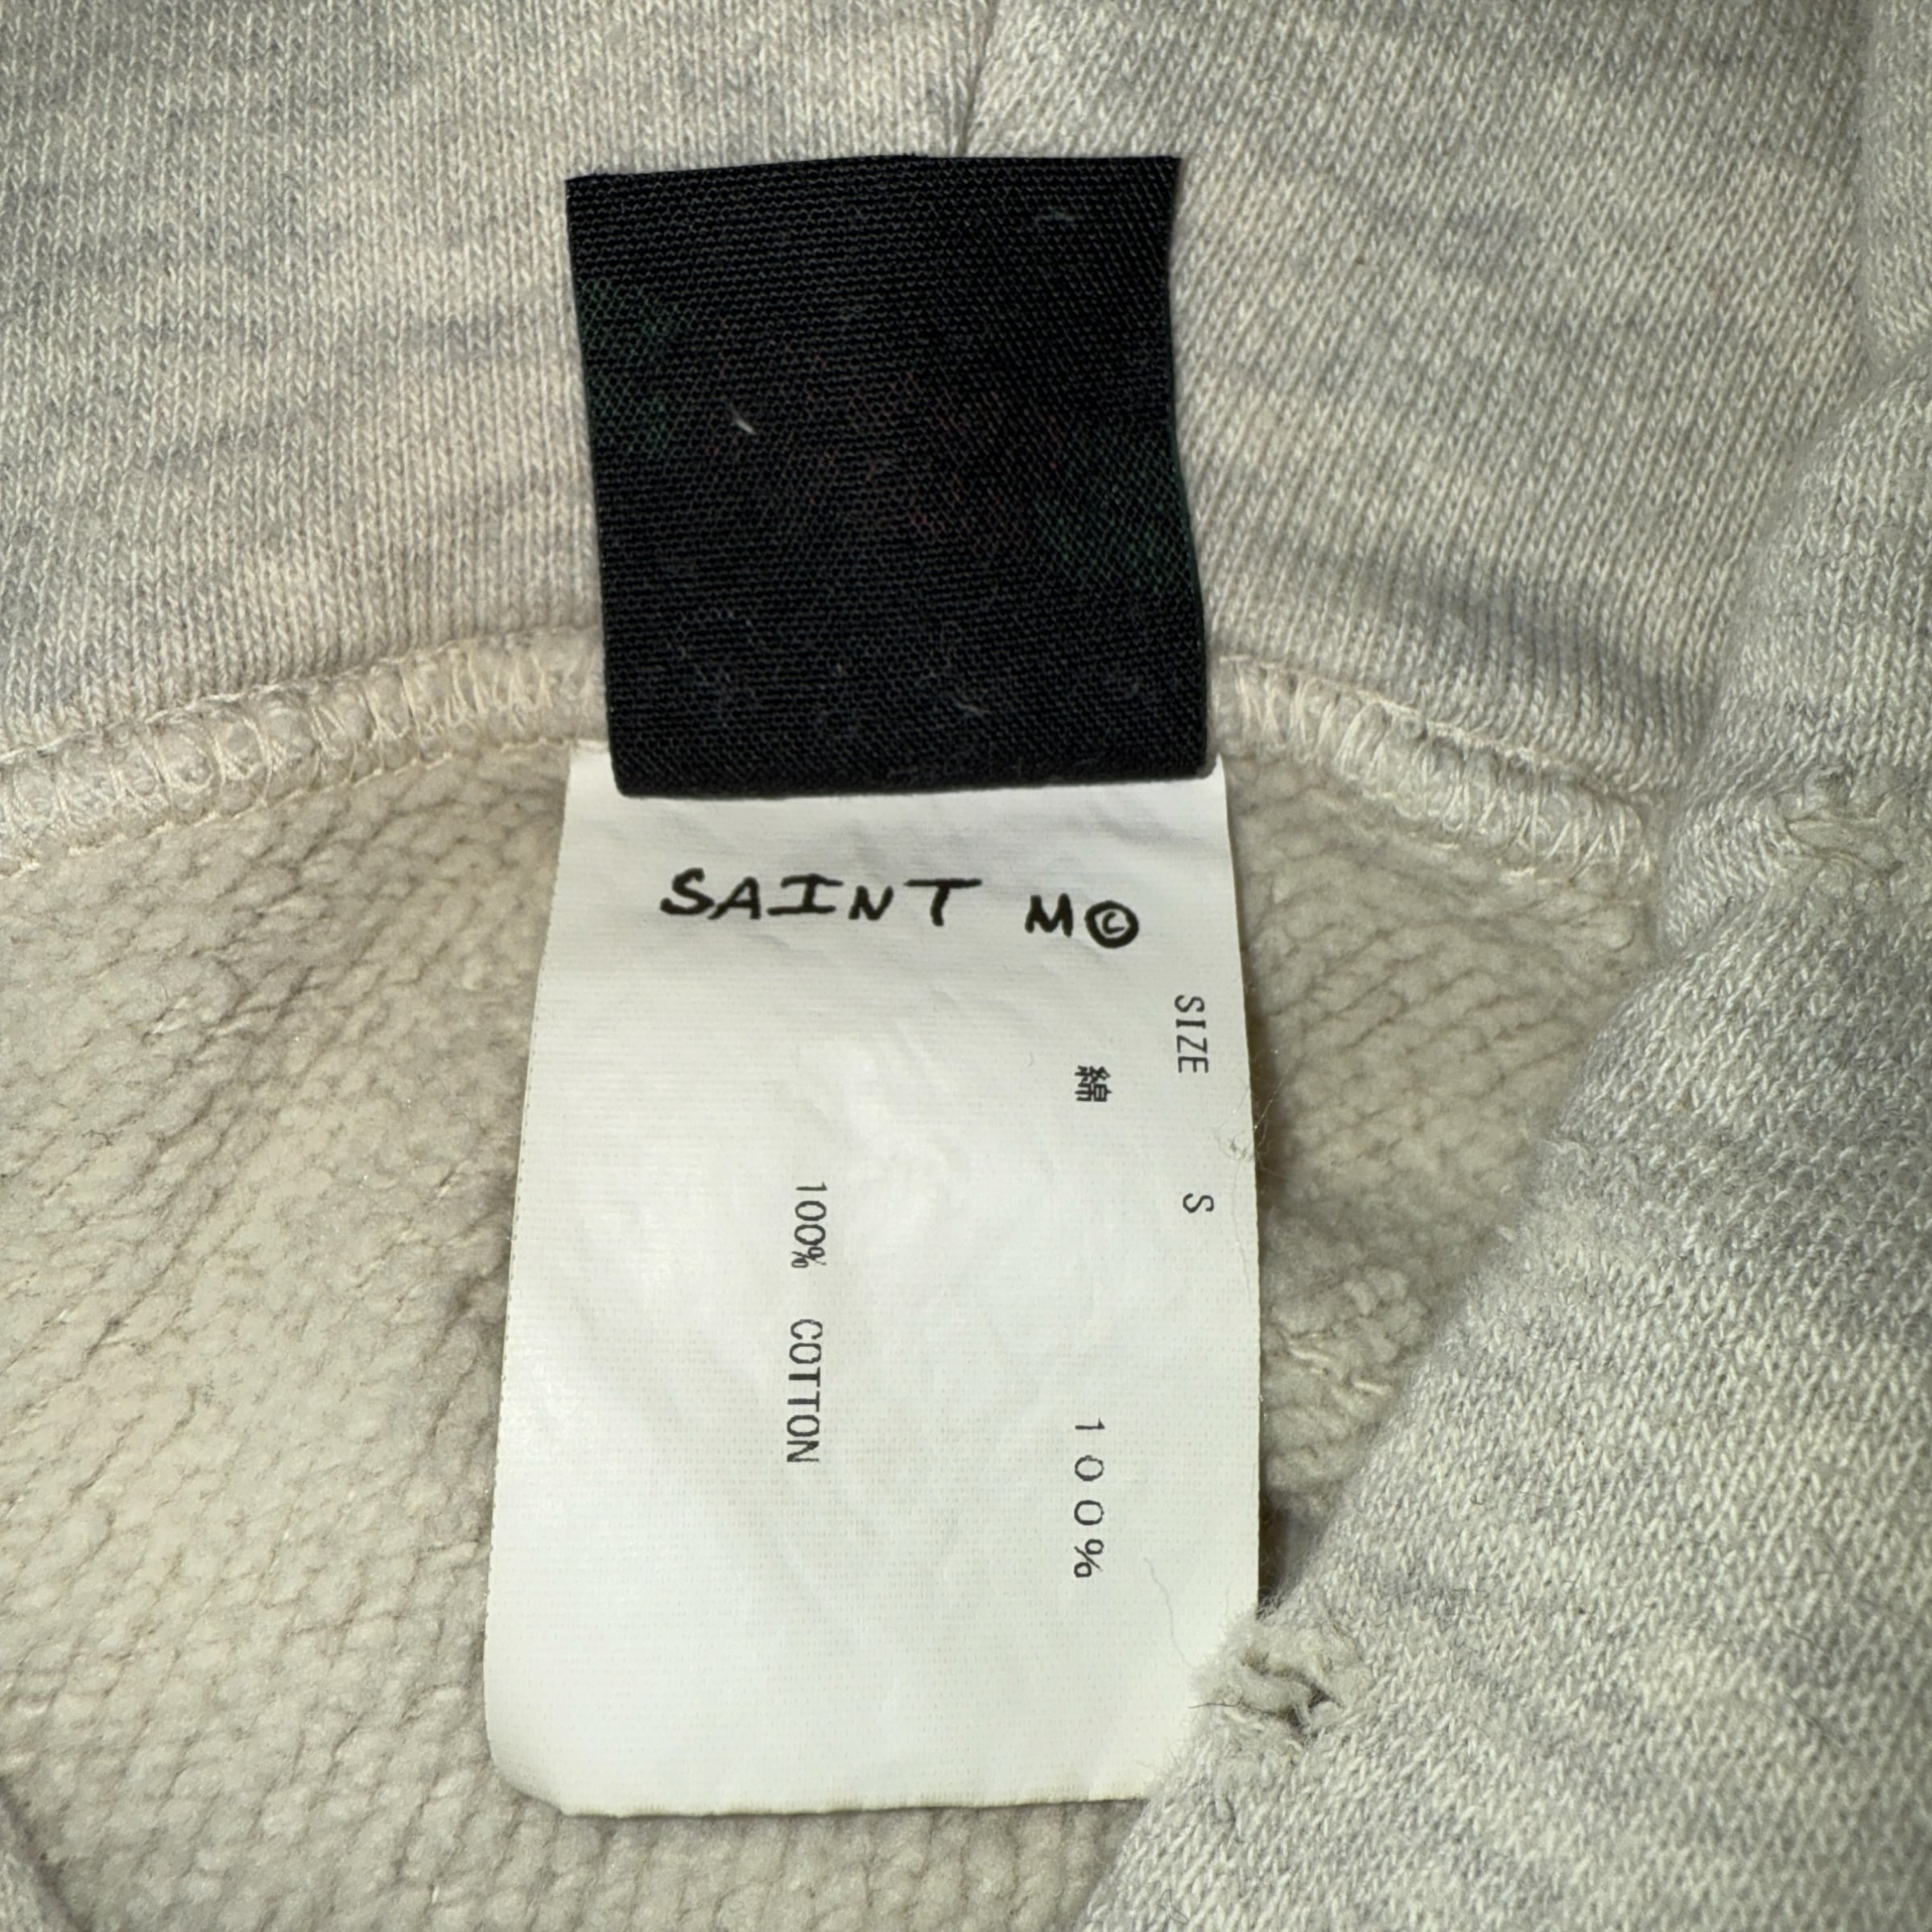 SAINT M©
SIZE S
綿 100%
100% COTTON